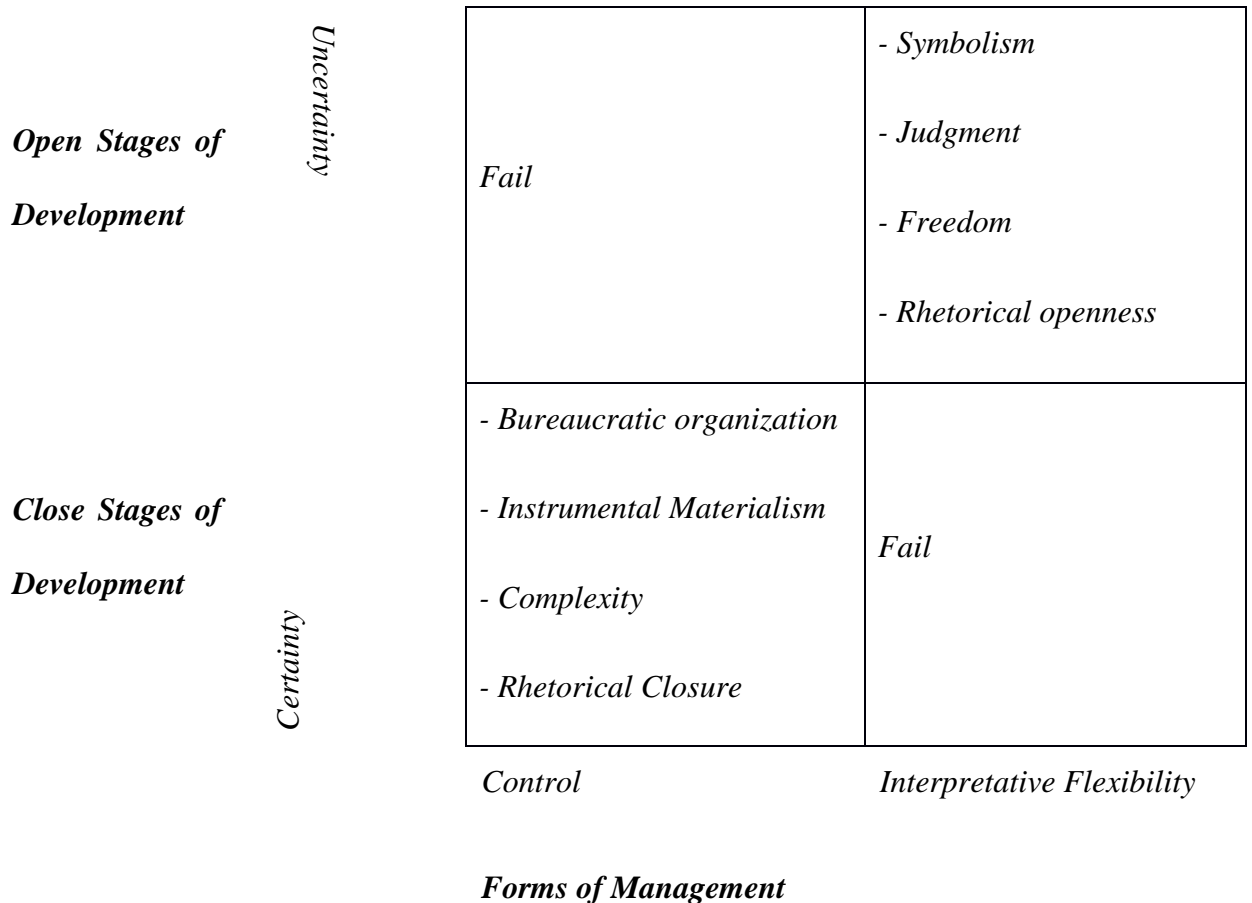 Uncertainty
- Symbolism
- Judgment
Open Stages of
Fail
Development
- Freedom
- Rhetorical openness
- Bureaucratic organization
- Instrumental Materialism
Close Stages of
Fail
Development
- Complexity
Certainty
- Rhetorical Closure
Control
Interpretative Flexibility
Forms of Management